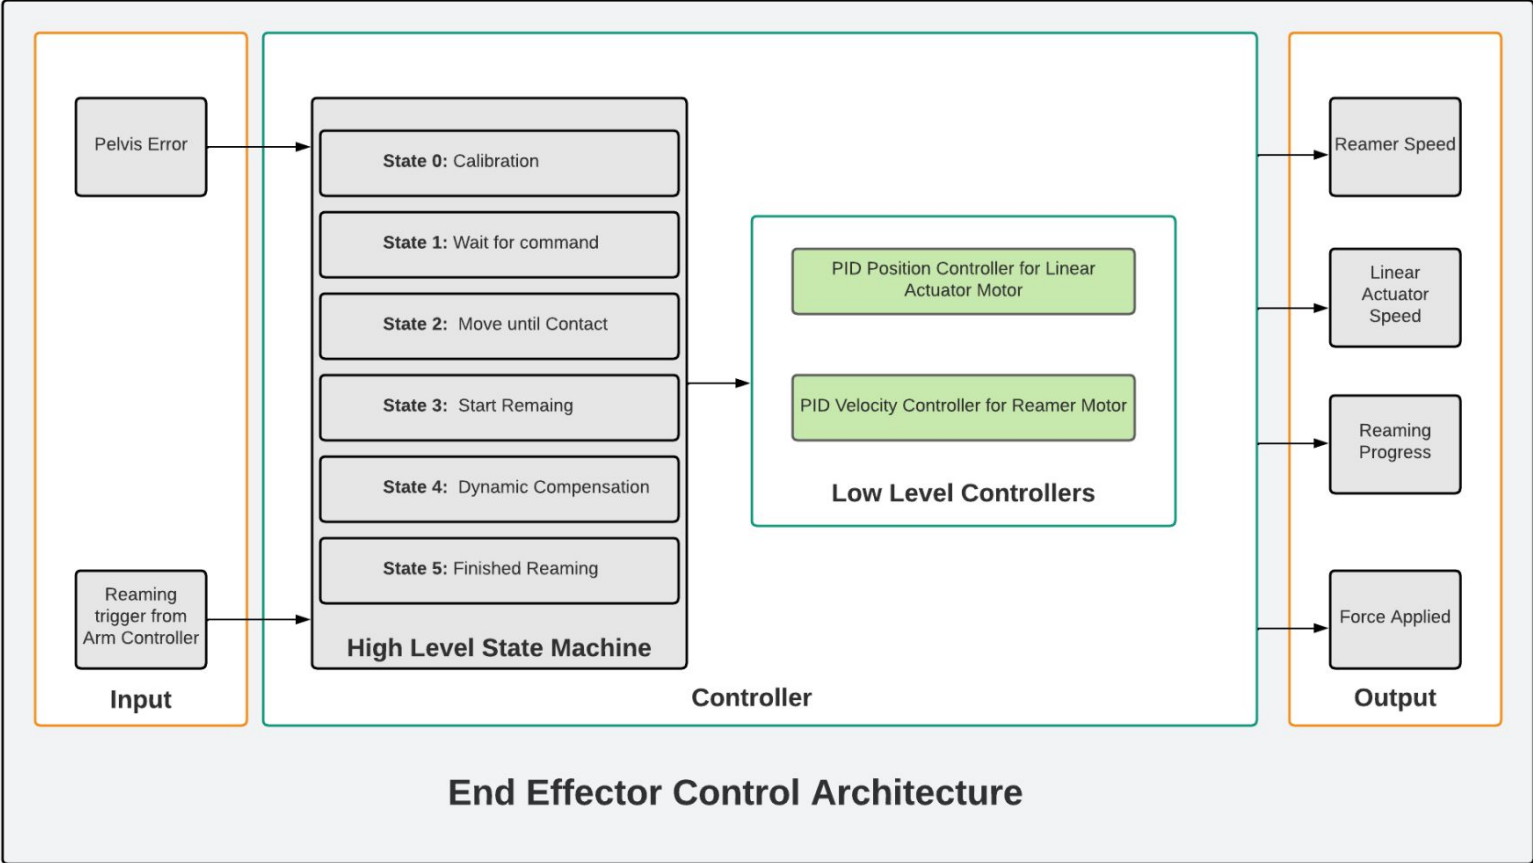 Pelvis Error
Reaming
trigger from
Arm Controller
Input
State 0: Calibration
State 1: Wait for command
State 2: Move until Contact
State 3: Start Remaing
State 4: Dynamic Compensation
State 5: Finished Reaming
High Level State Machine
PID Position Controller for Linear
Actuator Motor
PID Velocity Controller for Reamer Motor
Low Level Controllers
Controller
Reamer Speed
Linear
Actuator
Speed
Reaming
Progress
Force Applied
Output
End Effector Control Architecture